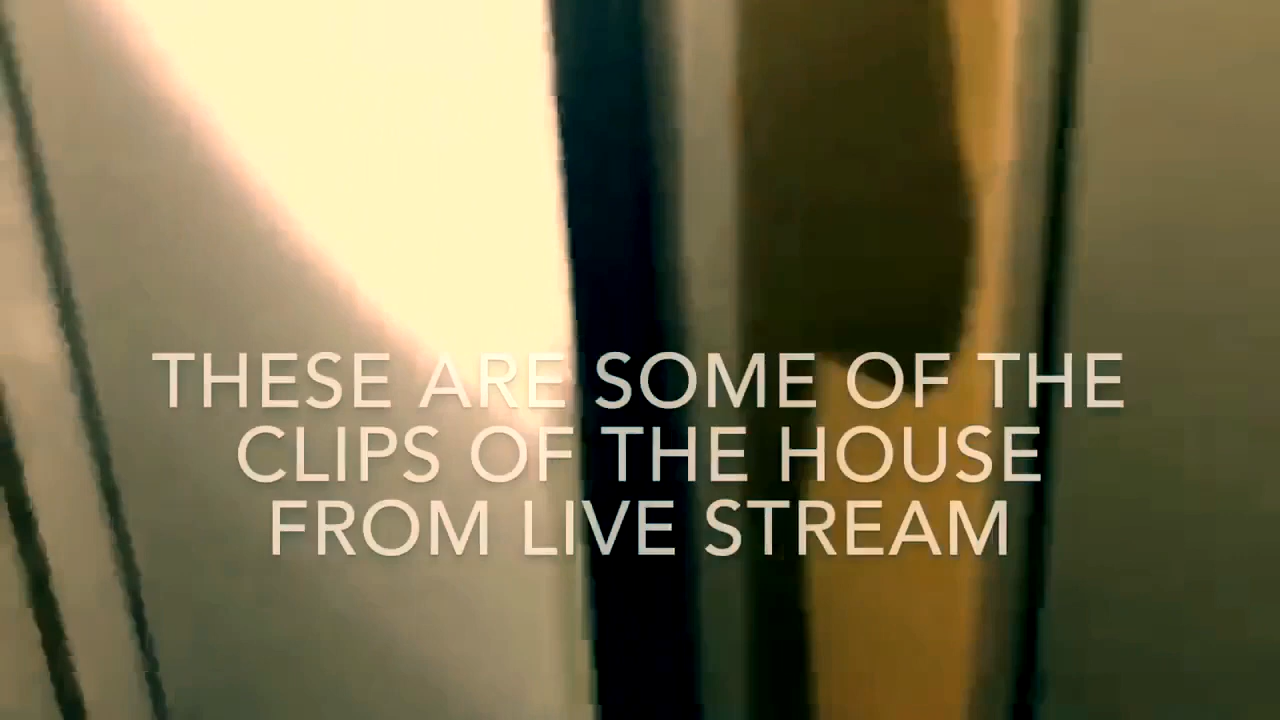 THESE ARE SOME OF THE
CLIPS OF THE HOUSE
FROM LIVE STREAM